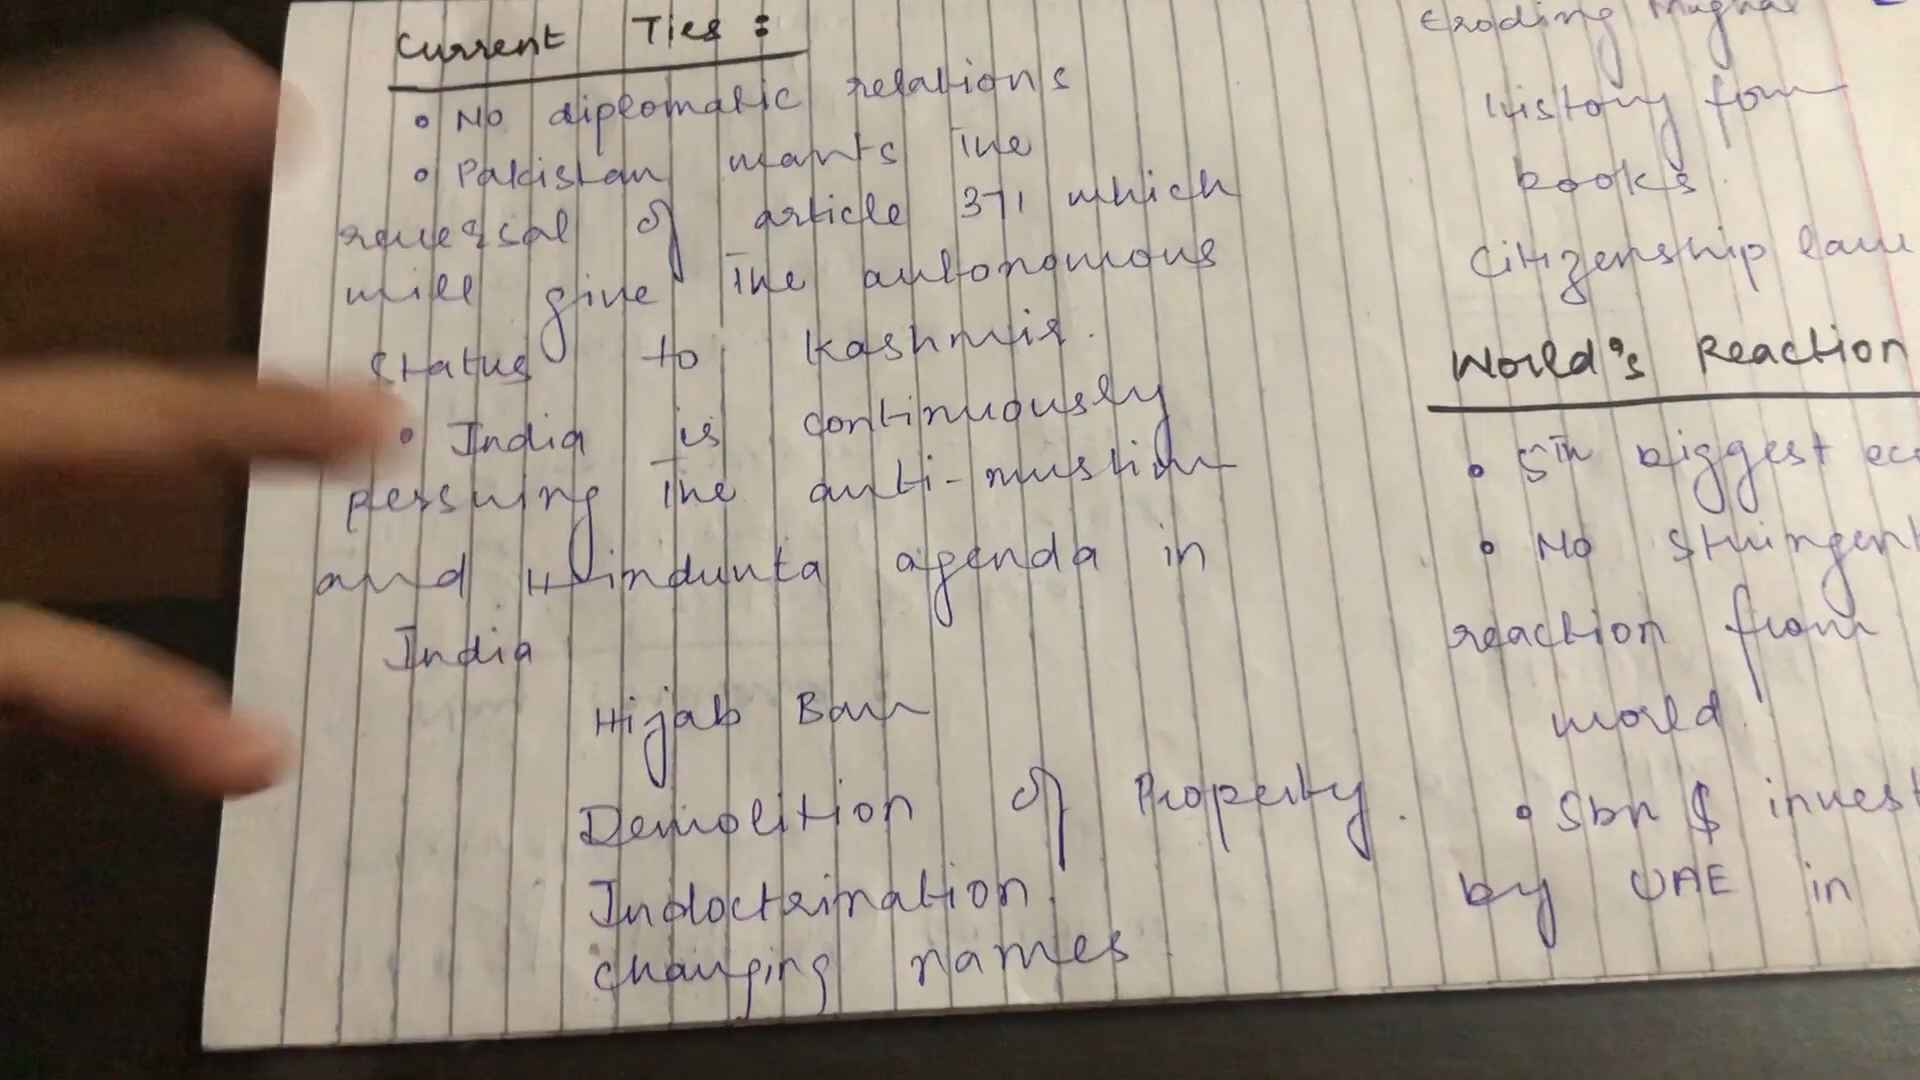 Current Ties :
• No diplomatic relations
• Pakistan wants the
reversal of article 371 which
will give the autonomous
status to Kashmir.
• India is continuously
persuing the anti-muslim
and Hindutva agenda in
India
Hijab Ban
Demolition of Property.
Indoctrination.
changing names
Eroding Mughal
history from
books.
Citizenship law
World's Reaction
• 5th biggest
• No stringent
reaction from
world.
• 5bn $ invest
by UAE in